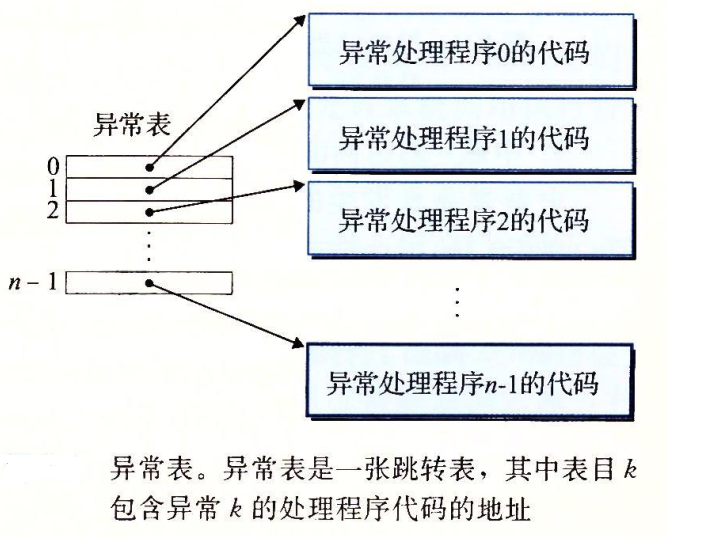 异常处理程序0的代码
异常表
异常处理程序1的代码
0
1
2
异常处理程序2的代码
n – 1
异常处理程序n-1的代码
异常表。异常表是一张跳转表，其中表目 k
包含异常 k 的处理程序代码的地址